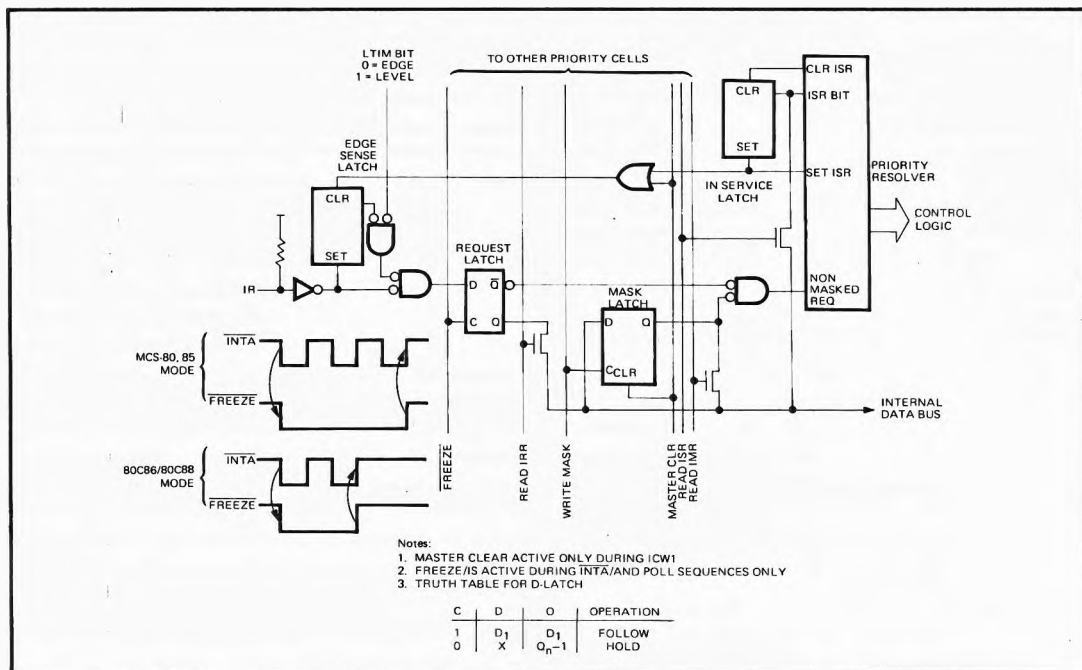 LTIM BIT
0 = EDGE
1 = LEVEL
TO OTHER PRIORITY CELLS
CLR ISR
CLR
ISR BIT
EDGE
SENSE
LATCH
SET
SET ISR
PRIORITY
RESOLVER
IN SERVICE
LATCH
CLR
CONTROL
LOGIC
SET
REQUEST
LATCH
NON
MASKED
REQ
IR
D
Q
MASK
LATCH
C
Q
D
Q
MCS-80, 85
MODE
INTA
C
CLR
FREEZE
INTERNAL
DATA BUS
80C86/80C88
MODE
INTA
FREEZE
FREEZE
READ IRR
WRITE MASK
MASTER CLR
READ ISR
READ IMR
Notes:
1. MASTER CLEAR ACTIVE ONLY DURING ICW1
2. FREEZE/IS ACTIVE DURING INTA/AND POLL SEQUENCES ONLY
3. TRUTH TABLE FOR D-LATCH
C D O OPERATION
1 D1 D1 FOLLOW
0 X Qn-1 HOLD